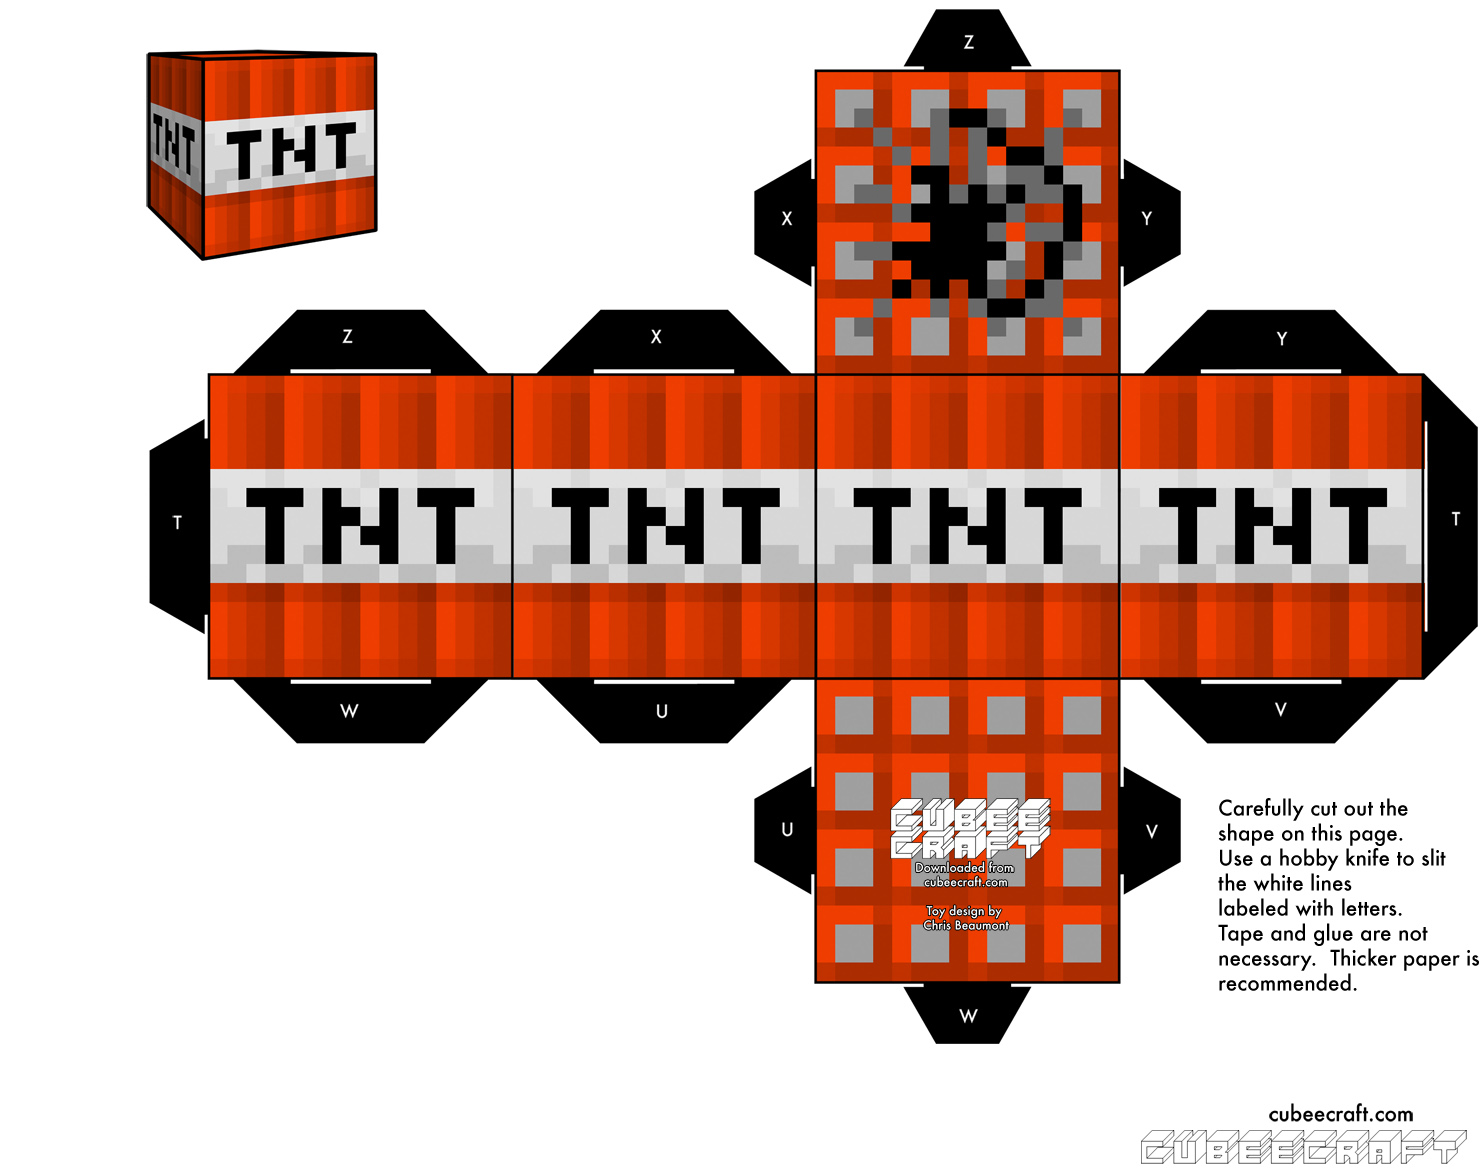 Z
TNT TNT
X
Y
Z
X
Y
T
TNT
TNT
TNT
TNT
T
W
U
V
U
V
CUBEE
CRAFT
Downloaded from
cubeecraft.com
Toy design by
Chris Beaumont
W
Carefully cut out the
shape on this page.
Use a hobby knife to slit
the white lines
labeled with letters.
Tape and glue are not
necessary.  Thicker paper is
recommended.
cubeecraft.com
CUBEECRAFT